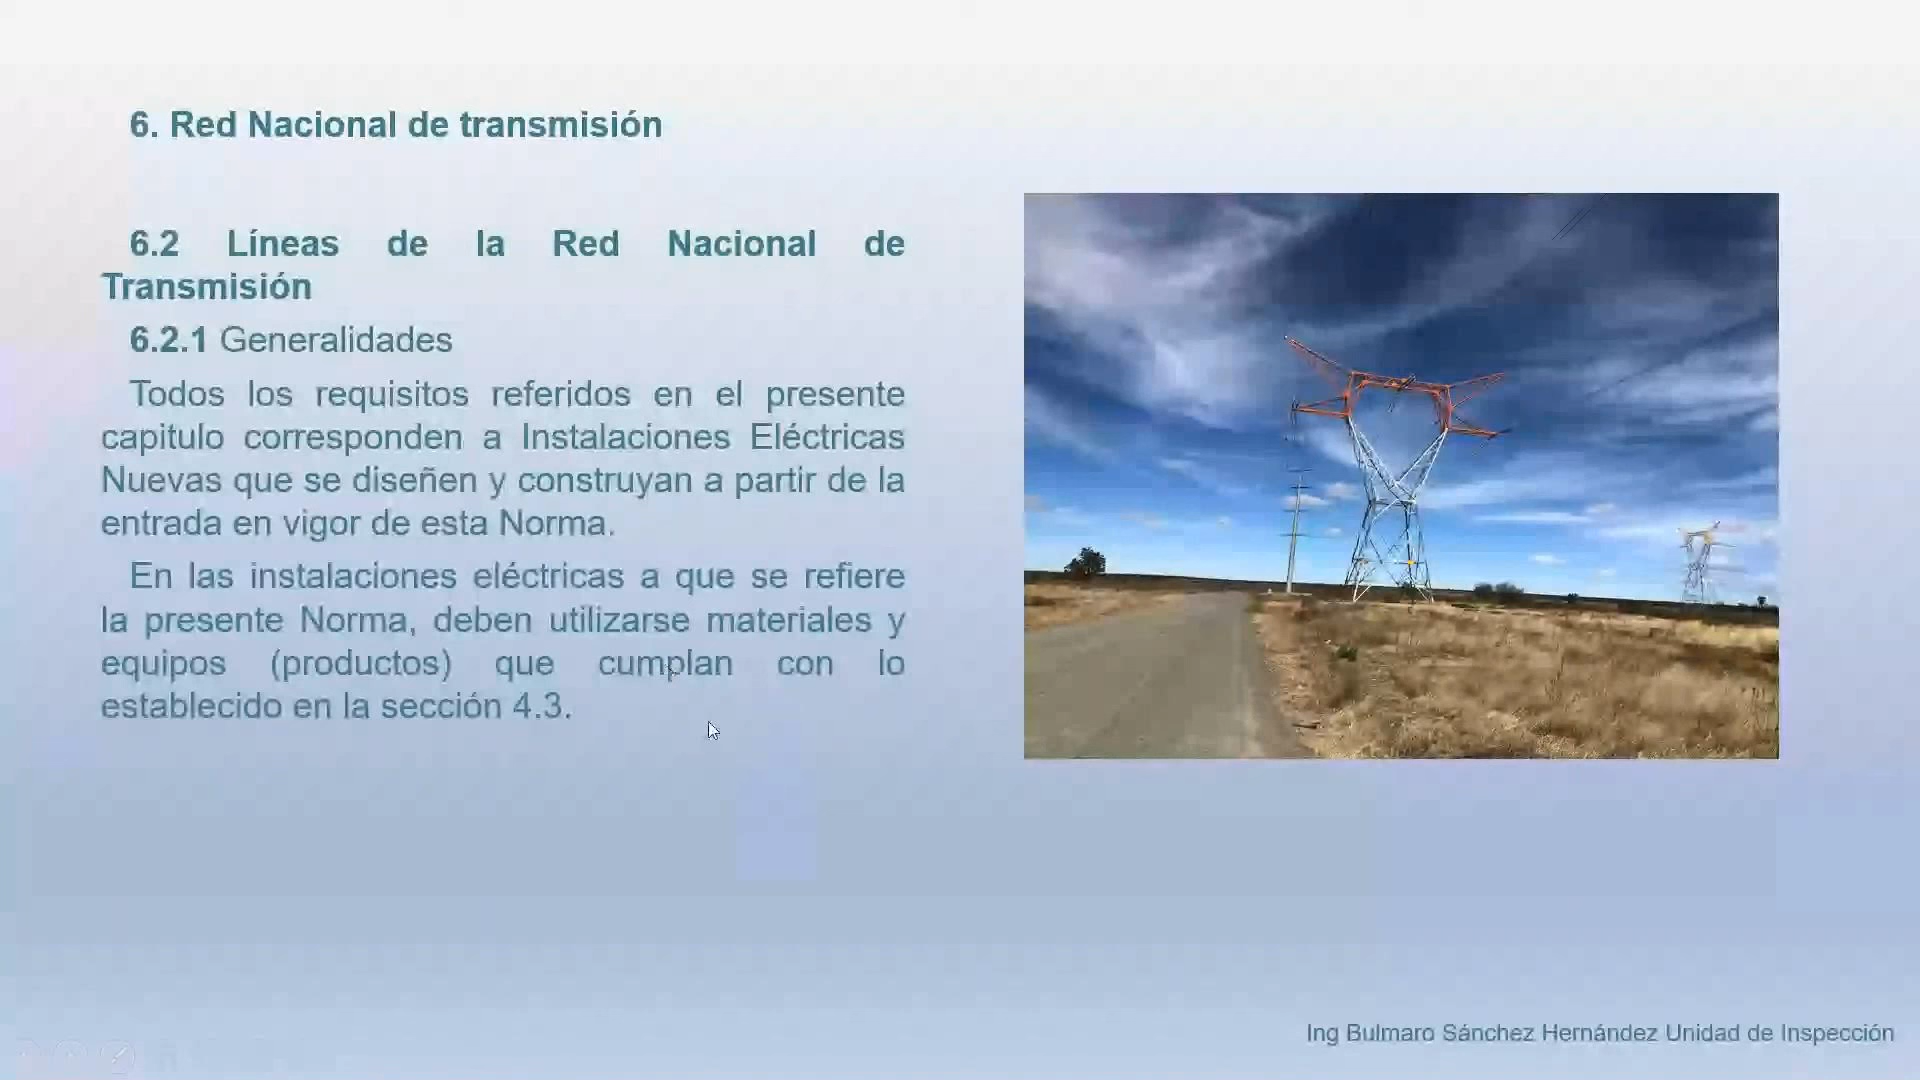 6. Red Nacional de transmisión
6.2 Líneas de la Red Nacional de
Transmisión
6.2.1 Generalidades
Todos los requisitos referidos en el presente
capitulo corresponden a Instalaciones Eléctricas
Nuevas que se diseñen y construyan a partir de la
entrada en vigor de esta Norma.
En las instalaciones eléctricas a que se refiere
la presente Norma, deben utilizarse materiales y
equipos (productos) que cumplan con lo
establecido en la sección 4.3.
Ing Bulmaro Sánchez Hernández Unidad de Inspección